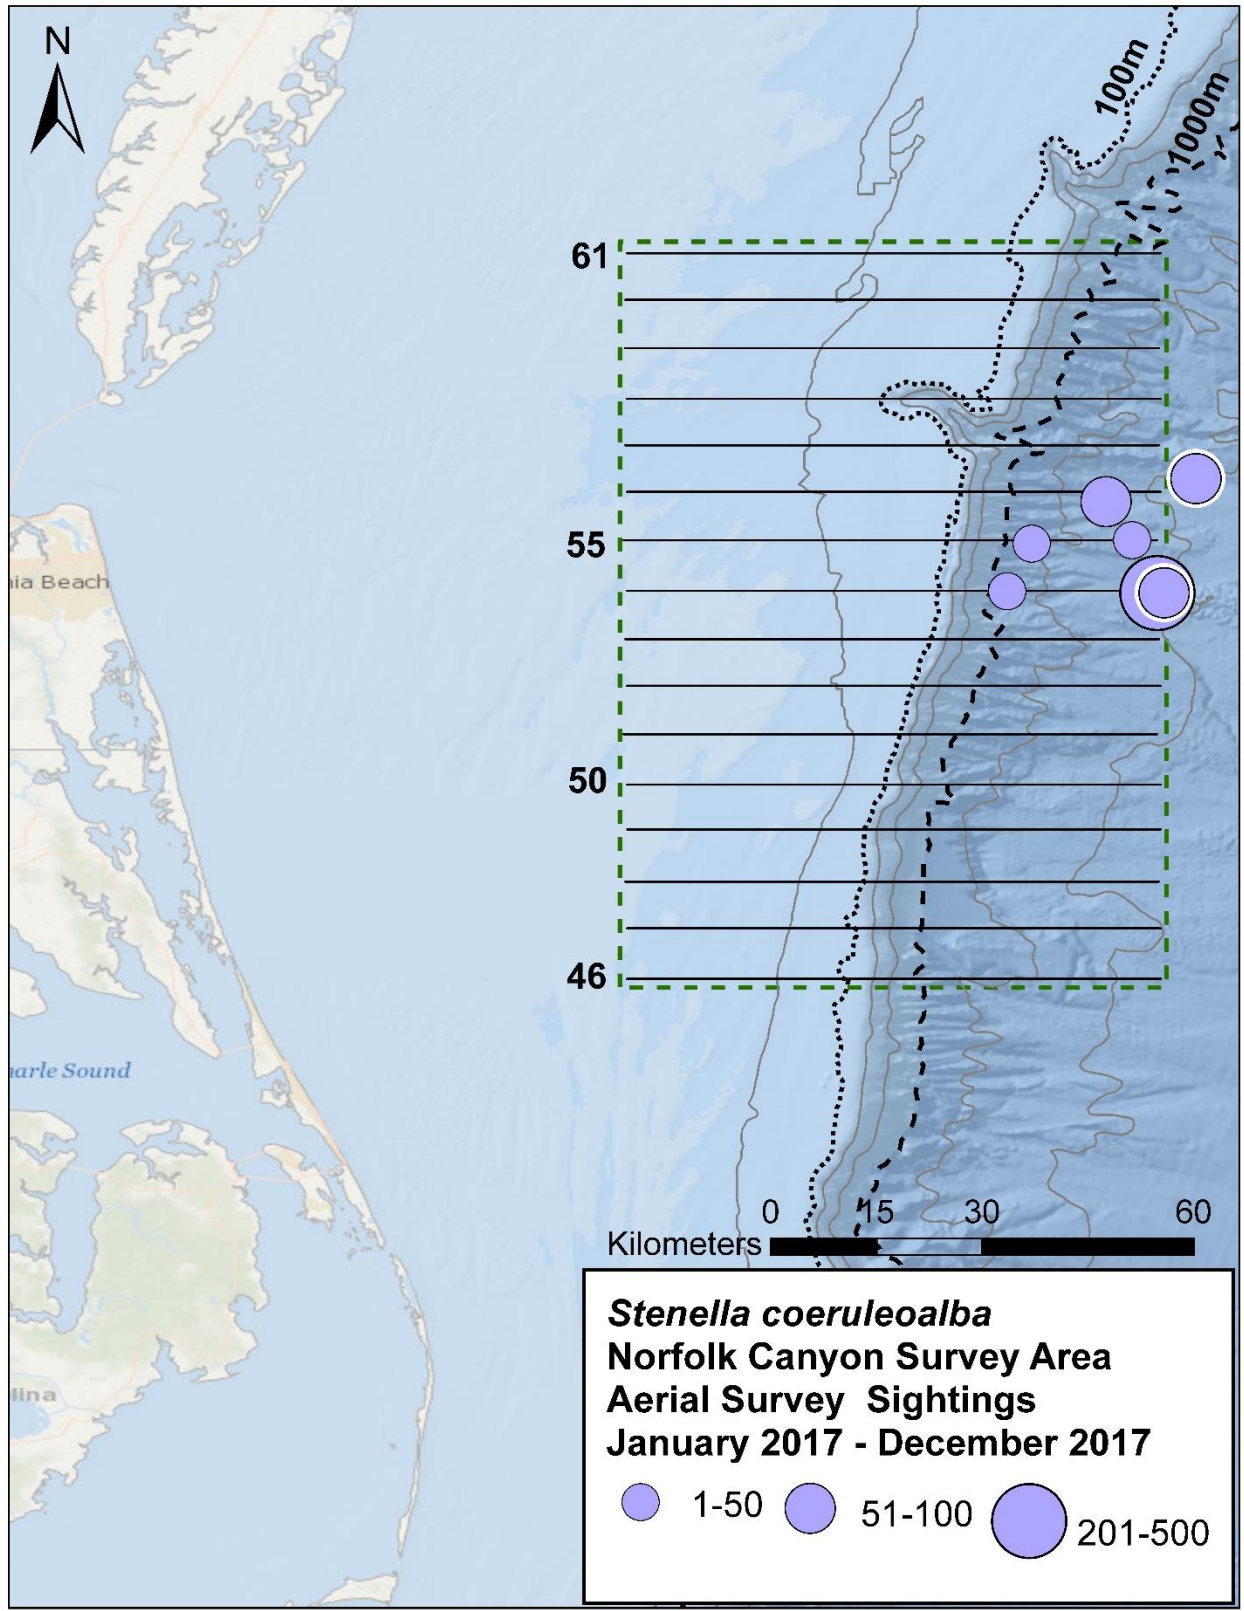 N
100m
1000m
61
55
nia Beach
50
46
arle Sound
0 15 30 60
Kilometers
lina
Stenella coeruleoalba
Norfolk Canyon Survey Area
Aerial Survey Sightings
January 2017 - December 2017
1-50 51-100 201-500